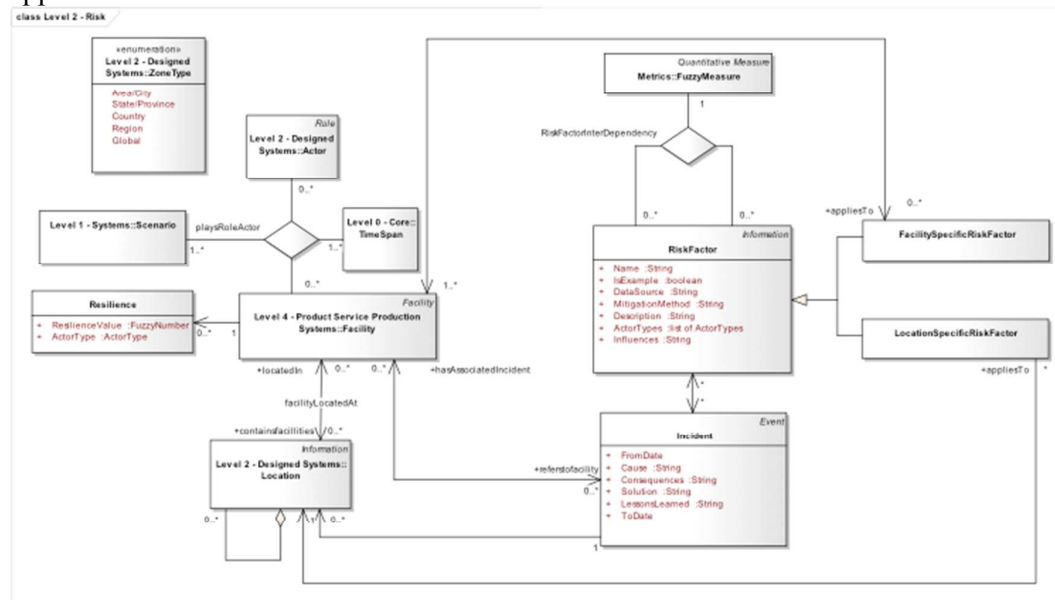 class Level 2 - Risk
«enumeration»
Level 2 - Designed
Systems::ZoneType
Area/City
State/Province
Country
Region
Global
Role
Level 2 - Designed
Systems::Actor
0..*
Quantitative Measure
Metrics::FuzzyMeasure
1
RiskFactorInterDependency
0..*
0..*
Level 1 - Systems::Scenario
playsRoleActor
1..*
1..*
Level 0 - Core::
TimeSpan
0..*
+appliesTo
0..*
FacilitySpecificRiskFactor
Information
RiskFactor
+ Name :String
+ IsExample :boolean
+ DataSource :String
+ MitigationMethod :String
+ Description :String
+ ActorTypes :list of ActorTypes
+ Influences :String
Resilience
+ ResilienceValue :FuzzyNumber
+ ActorType :ActorType
0..*
1
1..*
Facility
Level 4 - Product Service Production
Systems::Facility
LocationSpecificRiskFactor
+appliesTo
*
+locatedIn
0..*
0..*
+hasAssociatedIncident
facilityLocatedAt
+containsfacillities
0..*
*
*
Information
Level 2 - Designed Systems::
Location
0..*
1
0..*
Event
Incident
+ FromDate
+ Cause :String
+ Consequences :String
+ Solution :String
+ LessonsLearned :String
+ ToDate
+referstofacility
0..*
1